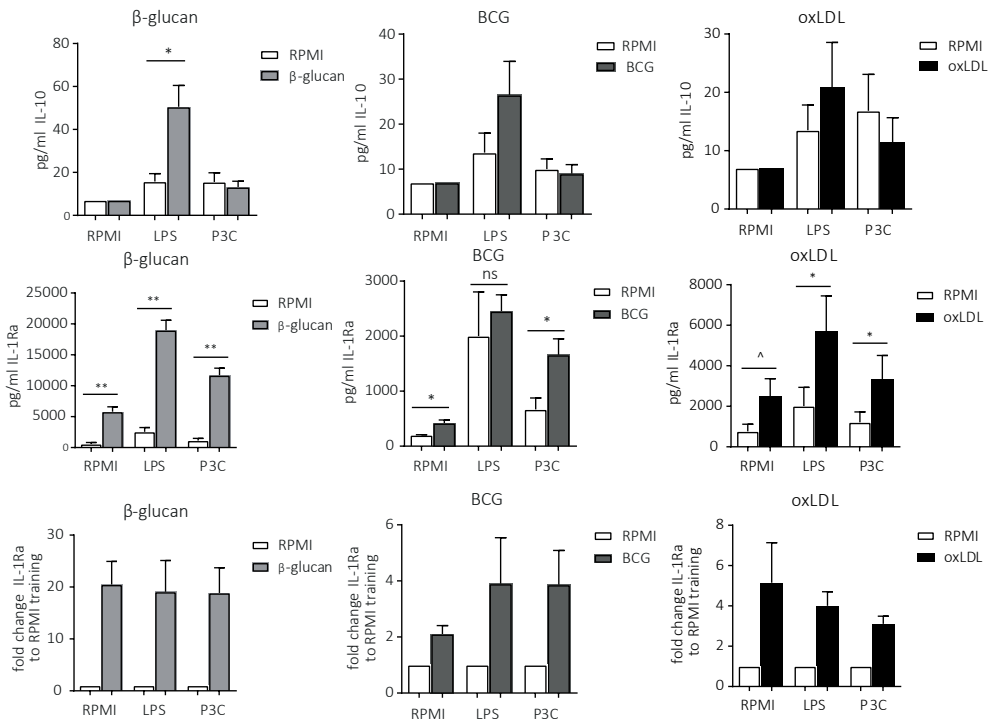 β-glucan
80
60
40
20
0
pg/ml IL-10
*
RPMI
β-glucan
RPMI LPS P3C
BCG
40
30
20
10
0
pg/ml IL-10
RPMI
BCG
RPMI LPS P3C
oxLDL
30
20
10
0
pg/ml IL-10
RPMI
oxLDL
RPMI LPS P3C
β-glucan
25000
20000
15000
10000
5000
0
pg/ml IL-1Ra
** ** **
RPMI
β-glucan
RPMI LPS P3C
BCG
3000
2000
1000
0
pg/ml IL-1Ra
* ns *
RPMI
BCG
RPMI LPS P3C
oxLDL
8000
6000
4000
2000
0
pg/ml IL-1Ra
^ * *
RPMI
oxLDL
RPMI LPS P3C
β-glucan
30
20
10
0
fold change IL-1Ra
to RPMI training
RPMI
β-glucan
RPMI LPS P3C
BCG
6
4
2
0
fold change IL-1Ra
to RPMI training
RPMI
BCG
RPMI LPS P3C
oxLDL
8
6
4
2
0
fold change IL-1Ra
to RPMI training
RPMI
oxLDL
RPMI LPS P3C